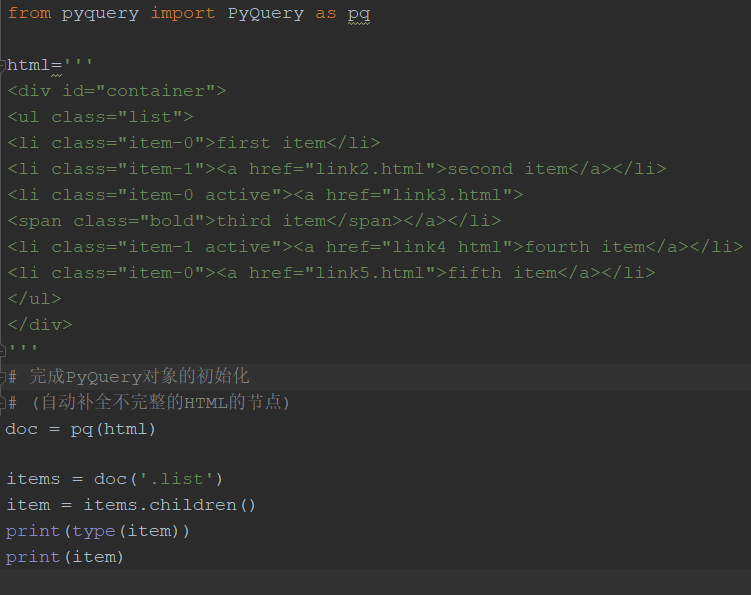 from pyquery import PyQuery as pq
html='''
<div id="container">
<ul class="list">
<li class="item-0">first item</li>
<li class="item-1"><a href="link2.html">second item</a></li>
<li class="item-0 active"><a href="link3.html">
<span class="bold">third item</span></a></li>
<li class="item-1 active"><a href="link4 html">fourth item</a></li>
<li class="item-0"><a href="link5.html">fifth item</a></li>
</ul>
</div>
'''
# 完成PyQuery对象的初始化
# (自动补全不完整的HTML的节点)
doc = pq(html)
items = doc('.list')
item = items.children()
print(type(item))
print(item)